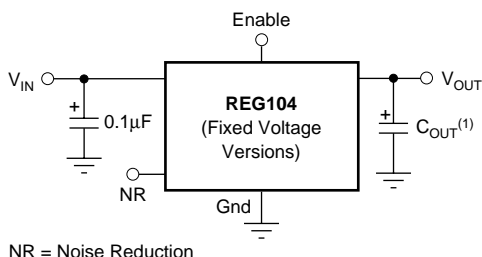 Enable
V_IN
V_OUT
REG104
(Fixed Voltage
Versions)
+
0.1µF
+
C_OUT(1)
NR
Gnd
NR = Noise Reduction